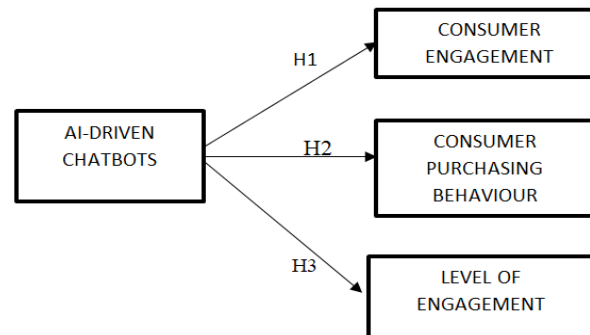 CONSUMER
ENGAGEMENT
H1
AI-DRIVEN
CHATBOTS
H2
CONSUMER
PURCHASING
BEHAVIOUR
H3
LEVEL OF
ENGAGEMENT